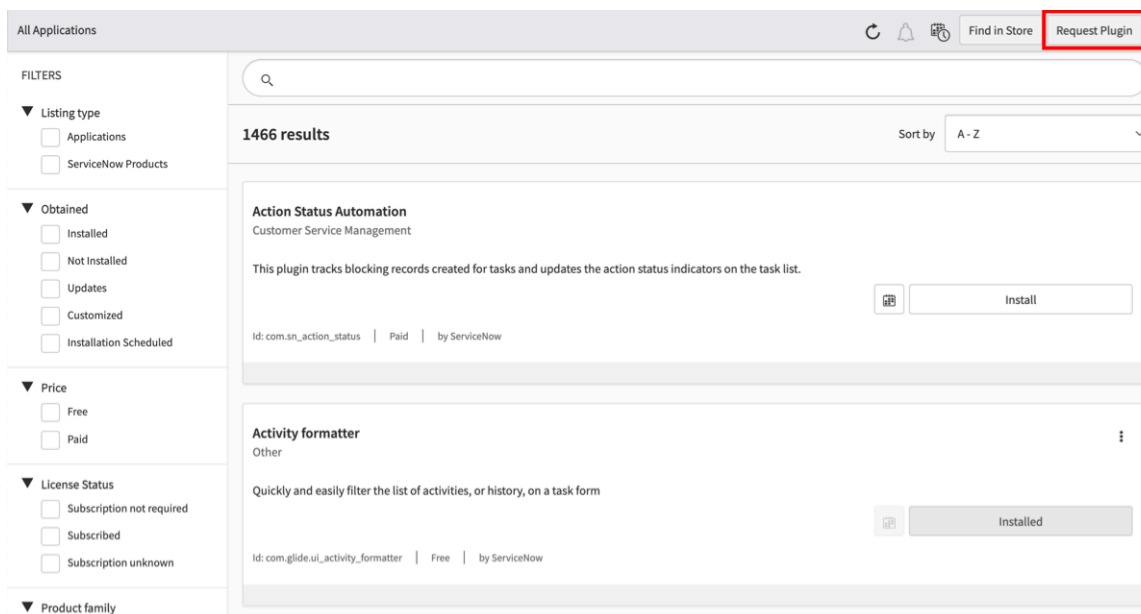 All Applications
Find in Store
Request Plugin
FILTERS
Listing type
Applications
ServiceNow Products
Obtained
Installed
Not Installed
Updates
Customized
Installation Scheduled
Price
Free
Paid
License Status
Subscription not required
Subscribed
Subscription unknown
Product family
1466 results
Sort by
A - Z
Action Status Automation
Customer Service Management
This plugin tracks blocking records created for tasks and updates the action status indicators on the task list.
Install
Id: com.sn_action_status | Paid | by ServiceNow
Activity formatter
Other
Quickly and easily filter the list of activities, or history, on a task form
Installed
Id: com.glide.ui_activity_formatter | Free | by ServiceNow